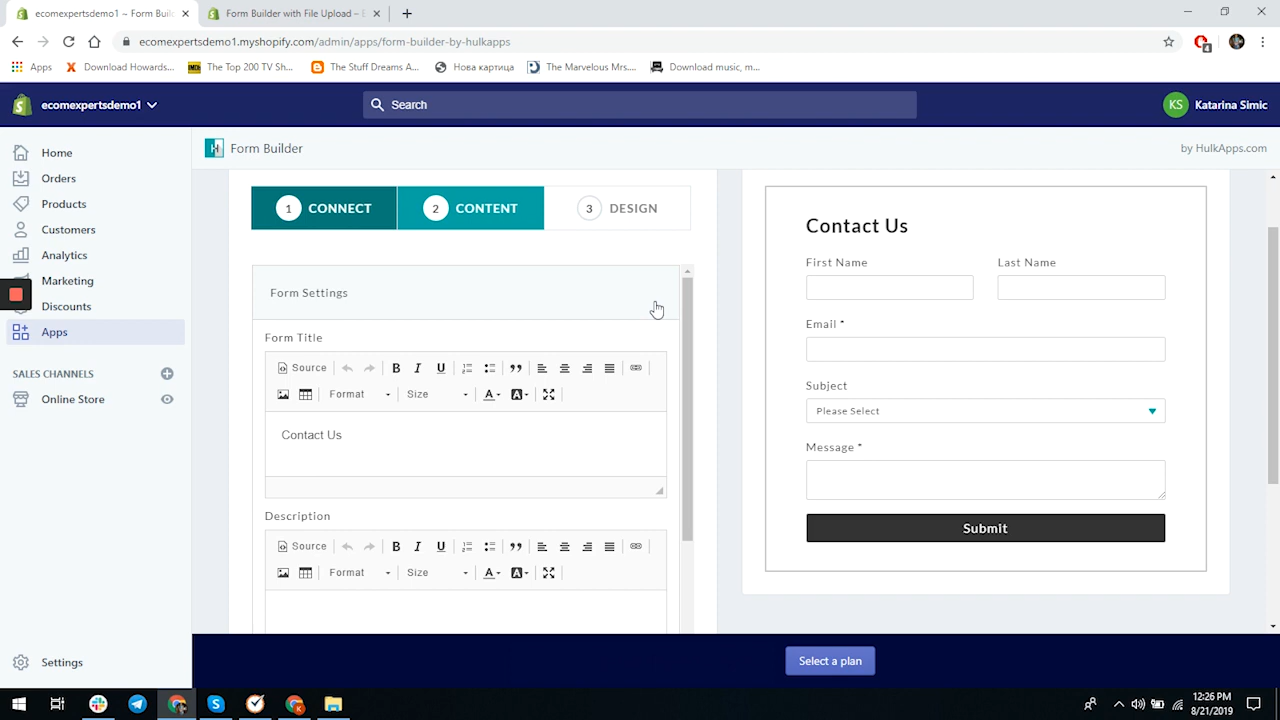 ecomexpertsdemo1 ~ Form Buil
Form Builder with File Upload – E
ecomexpertsdemo1.myshopify.com/admin/apps/form-builder-by-hulkapps
4
Apps
Download Howards...
The Top 200 TV Sh...
The Stuff Dreams A...
Нова картица
The Marvelous Mrs....
Download music, m...
ecomexpertsdemo1
Search
KS
Katarina Simic
Home
Orders
Products
Customers
Analytics
Marketing
Discounts
Apps
SALES CHANNELS
Online Store
Settings
Form Builder
by HulkApps.com
1 CONNECT
2 CONTENT
3 DESIGN
Form Settings
Form Title
Source
Format
Size
Contact Us
Description
Source
Format
Size
Contact Us
First Name
Last Name
Email *
Subject
Please Select
Message *
Submit
Select a plan
12:26 PM
8/21/2019